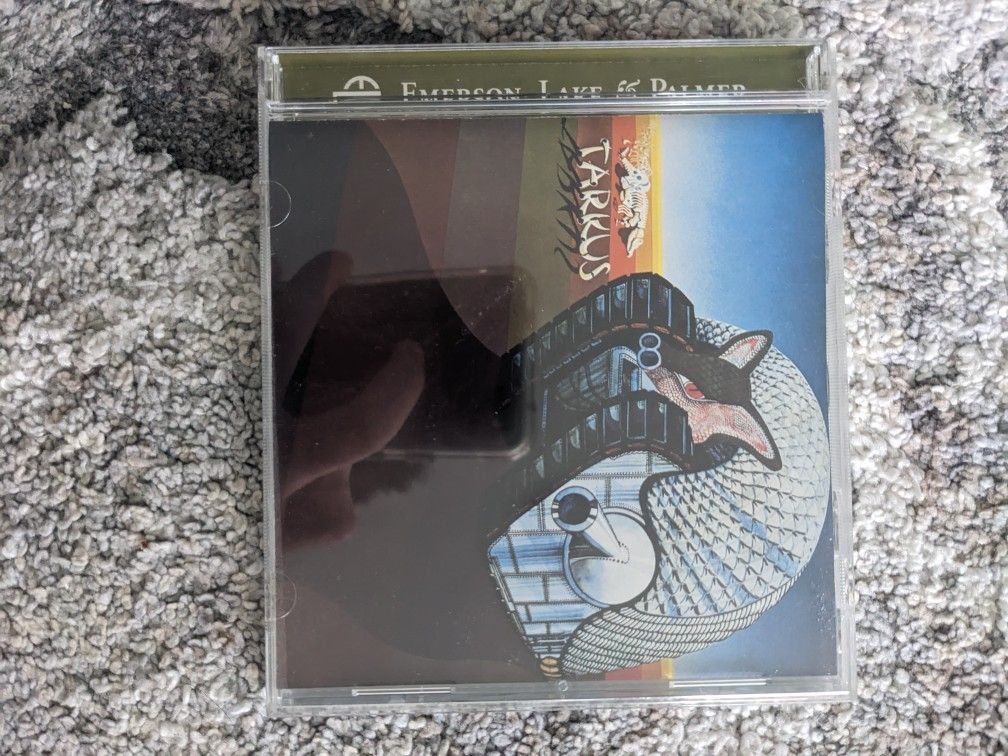 EMERSON, LAKE & PALMER
TARKUS